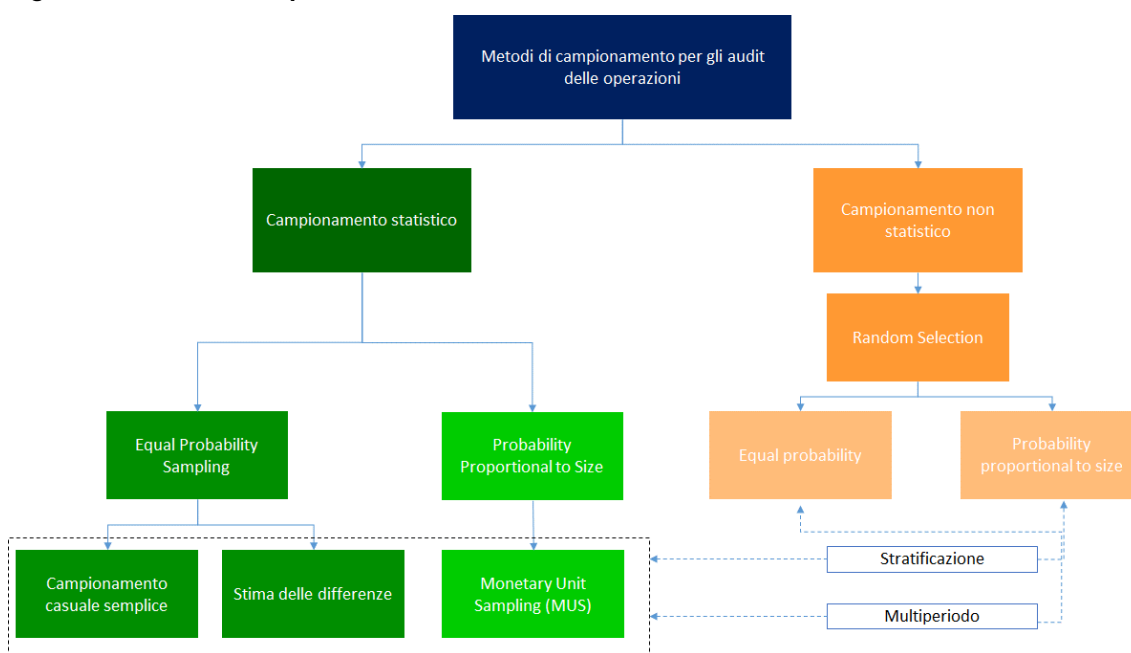 Metodi di campionamento per gli audit
delle operazioni
Campionamento statistico
Campionamento non
statistico
Random Selection
Equal Probability
Sampling
Probability
Proportional to Size
Equal probability
Probability
proportional to size
Campionamento
casuale semplice
Stima delle differenze
Monetary Unit
Sampling (MUS)
Stratificazione
Multiperiodo